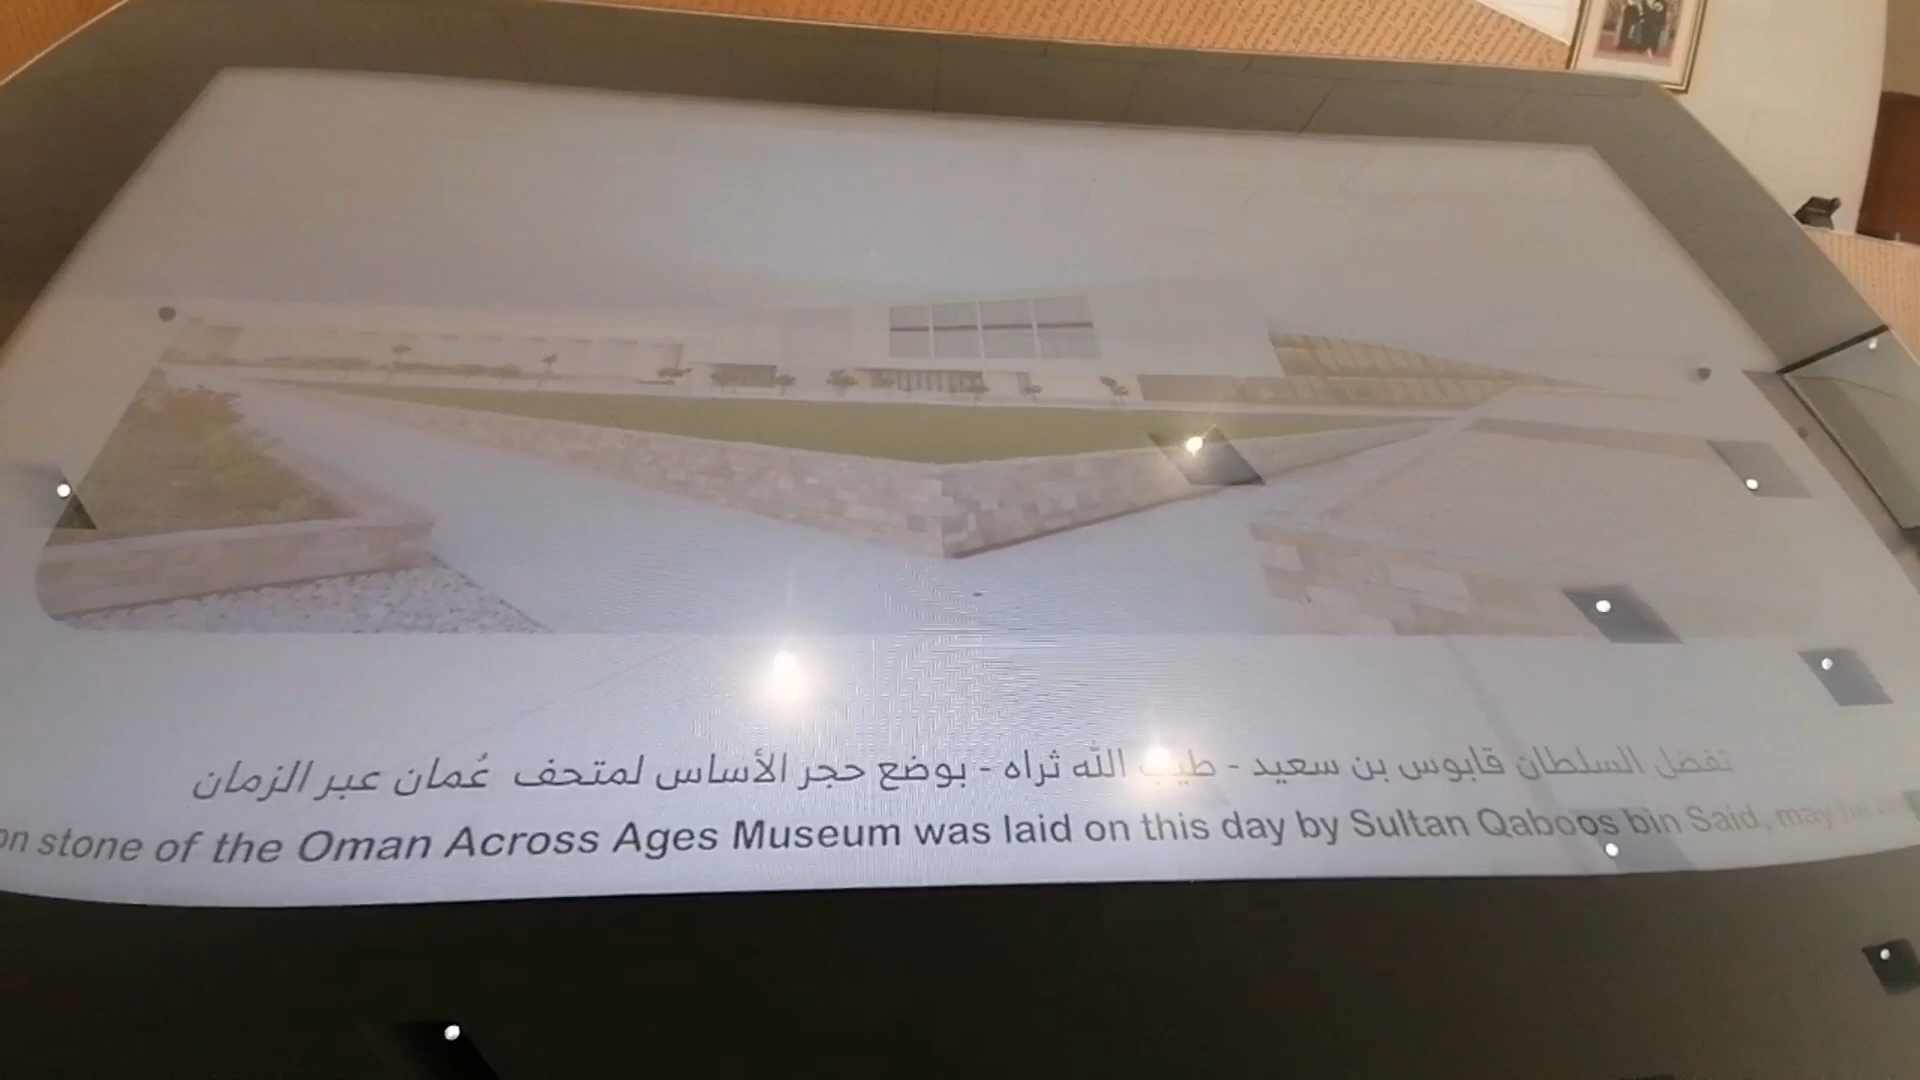 تفضل السلطان قابوس بن سعيد - طيب الله ثراه - بوضع حجر الأساس لمتحف عُمان عبر الزمان
stone of the Oman Across Ages Museum was laid on this day by Sultan Qaboos bin Said, may